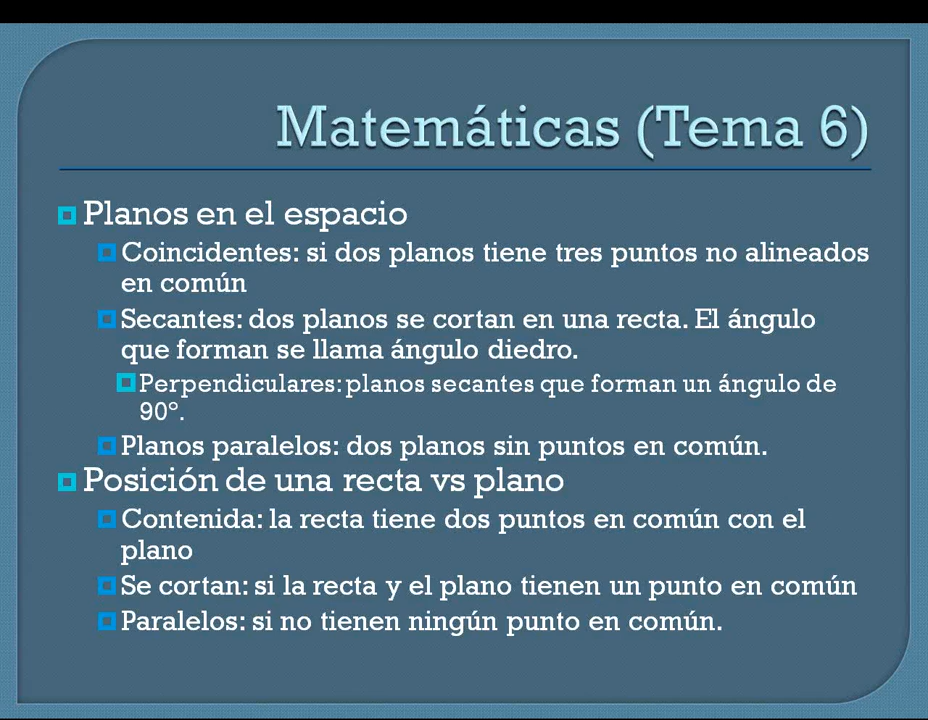 Matemáticas (Tema 6)
Planos en el espacio
Coincidentes: si dos planos tiene tres puntos no alineados
en común
Secantes: dos planos se cortan en una recta. El ángulo
que forman se llama ángulo diedro.
Perpendiculares: planos secantes que forman un ángulo de
90º.
Planos paralelos: dos planos sin puntos en común.
Posición de una recta vs plano
Contenida: la recta tiene dos puntos en común con el
plano
Se cortan: si la recta y el plano tienen un punto en común
Paralelos: si no tienen ningún punto en común.